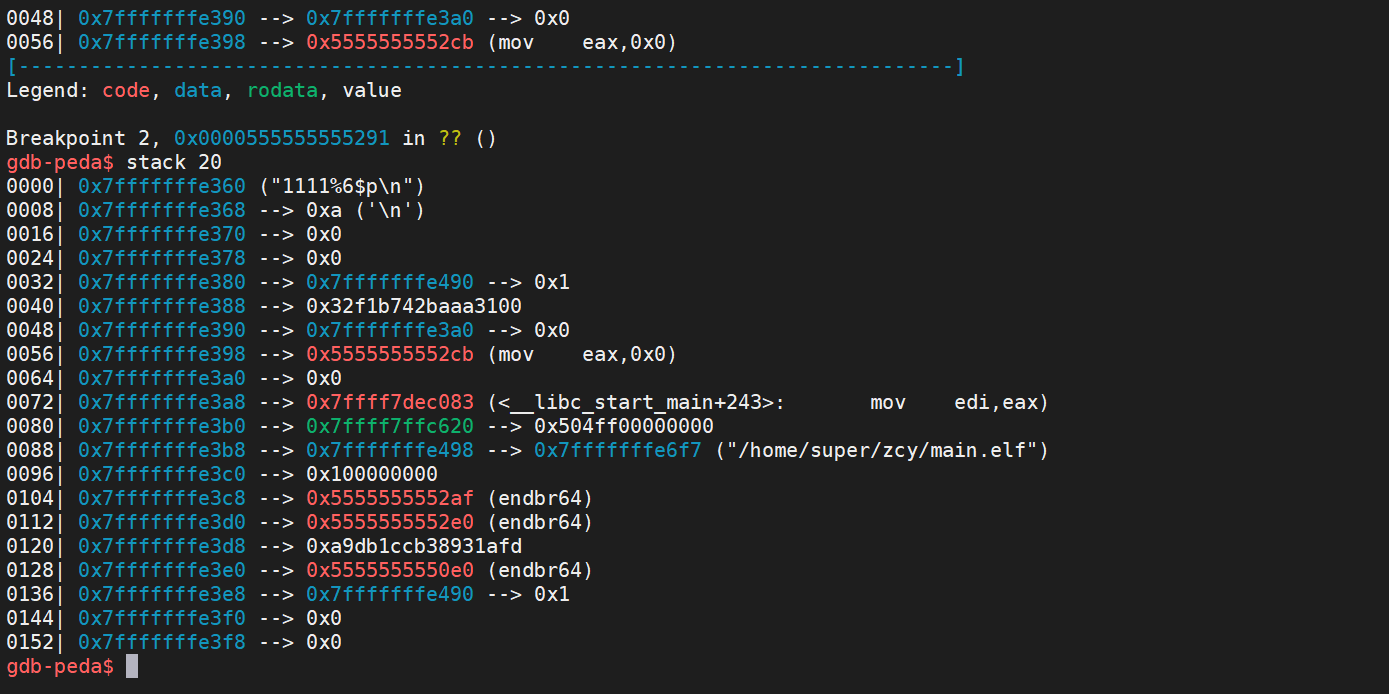 0048| 0x7fffffffe390 --> 0x7fffffffe3a0 --> 0x0
0056| 0x7fffffffe398 --> 0x5555555552cb (mov    eax,0x0)
[------------------------------------------------------------------------------]
Legend: code, data, rodata, value

Breakpoint 2, 0x0000555555555291 in ?? ()
gdb-peda$ stack 20
0000| 0x7fffffffe360 ("1111%6$p\n")
0008| 0x7fffffffe368 --> 0xa ('\n')
0016| 0x7fffffffe370 --> 0x0
0024| 0x7fffffffe378 --> 0x0
0032| 0x7fffffffe380 --> 0x7fffffffe490 --> 0x1
0040| 0x7fffffffe388 --> 0x32f1b742baaa3100
0048| 0x7fffffffe390 --> 0x7fffffffe3a0 --> 0x0
0056| 0x7fffffffe398 --> 0x5555555552cb (mov    eax,0x0)
0064| 0x7fffffffe3a0 --> 0x0
0072| 0x7fffffffe3a8 --> 0x7ffff7dec083 (<__libc_start_main+243>:       mov    edi,eax)
0080| 0x7fffffffe3b0 --> 0x7ffff7ffc620 --> 0x504ff00000000
0088| 0x7fffffffe3b8 --> 0x7fffffffe498 --> 0x7fffffffe6f7 ("/home/super/zcy/main.elf")
0096| 0x7fffffffe3c0 --> 0x100000000
0104| 0x7fffffffe3c8 --> 0x5555555552af (endbr64)
0112| 0x7fffffffe3d0 --> 0x5555555552e0 (endbr64)
0120| 0x7fffffffe3d8 --> 0xa9db1ccb38931afd
0128| 0x7fffffffe3e0 --> 0x5555555550e0 (endbr64)
0136| 0x7fffffffe3e8 --> 0x7fffffffe490 --> 0x1
0144| 0x7fffffffe3f0 --> 0x0
0152| 0x7fffffffe3f8 --> 0x0
gdb-peda$